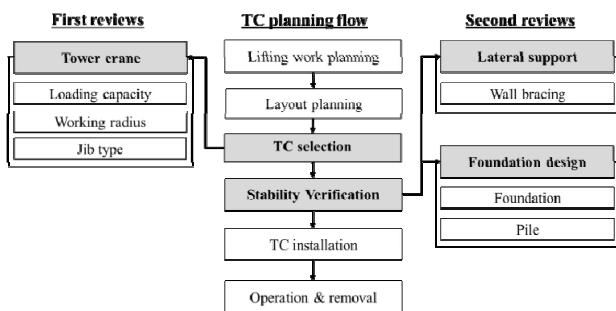 First reviews
Tower crane
Loading capacity
Working radius
Jib type
TC planning flow
Lifting work planning
Layout planning
TC selection
Stability Verification
TC installation
Operation & removal
Second reviews
Lateral support
Wall bracing
Foundation design
Foundation
Pile